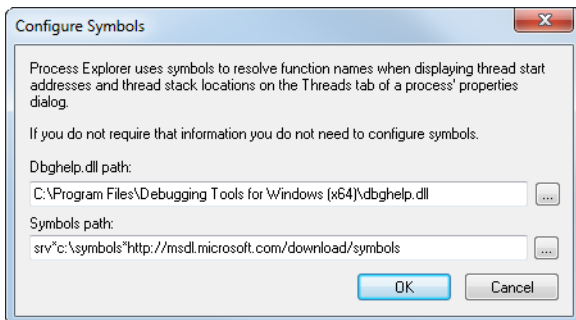 Configure Symbols
Process Explorer uses symbols to resolve function names when displaying thread start
addresses and thread stack locations on the Threads tab of a process' properties
dialog.
If you do not require that information you do not need to configure symbols.
Dbghelp.dll path:
C:\Program Files\Debugging Tools for Windows (x64)\dbghelp.dll
...
Symbols path:
srv*c:\symbols*http://msdl.microsoft.com/download/symbols
...
OK
Cancel